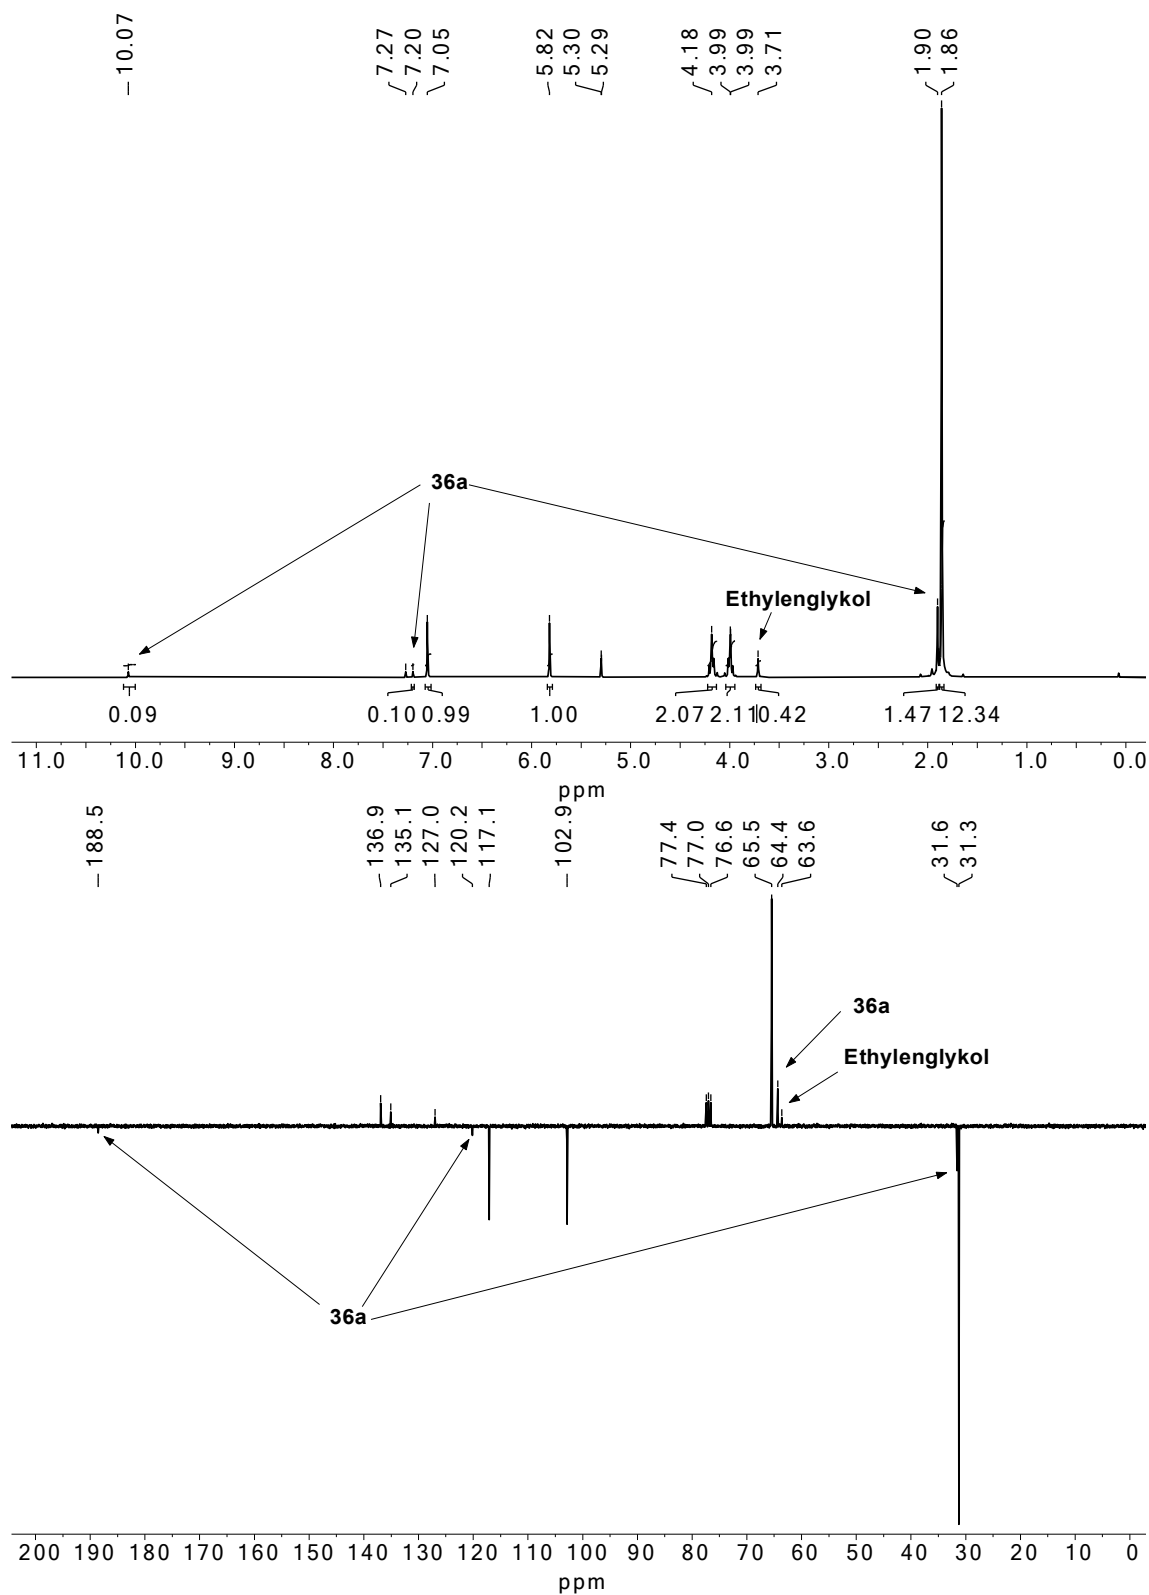 10.07 7.27 7.20 7.05 5.82 5.30 5.29 4.18 3.99 3.99 3.71 1.90 1.86
36a
Ethylenglykol
0.09 0.10 0.99 1.00 2.07 2.11 0.42 1.47 12.34
11.0 10.0 9.0 8.0 7.0 6.0 5.0 4.0 3.0 2.0 1.0 0.0
ppm
188.5 136.9 135.1 127.0 120.2 117.1 102.9 77.4 77.0 76.6 65.5 64.4 63.6 31.6 31.3
36a
Ethylenglykol
36a
200 190 180 170 160 150 140 130 120 110 100 90 80 70 60 50 40 30 20 10 0
ppm